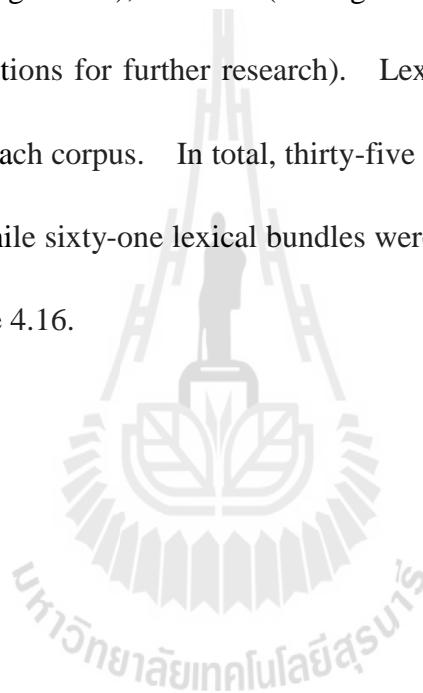 tions for further research). Lex
ach corpus. In total, thirty-five
hile sixty-one lexical bundles were
4.16.
มหาวิทยาลัยเทคโนโลยีสุรนารี